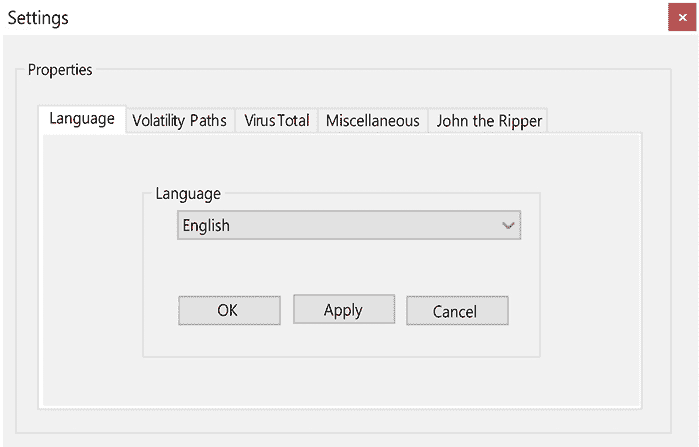 Settings
Properties
Language Volatility Paths Virus Total Miscellaneous John the Ripper
Language
English
OK Apply Cancel